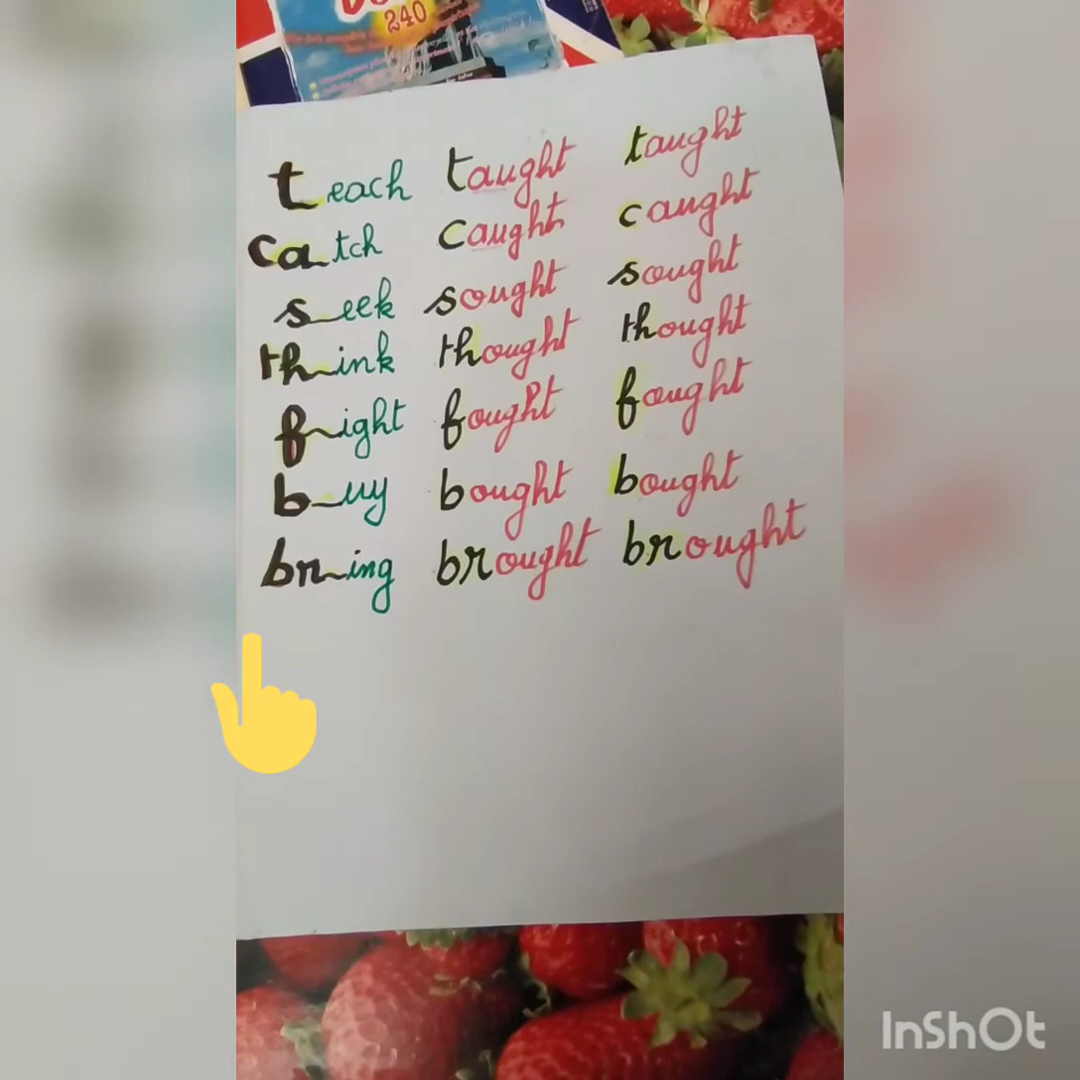 240
teach taught taught
catch caught caught
seek sought sought
think thought thought
fight fought fought
buy bought bought
bring brought brought
InShOt